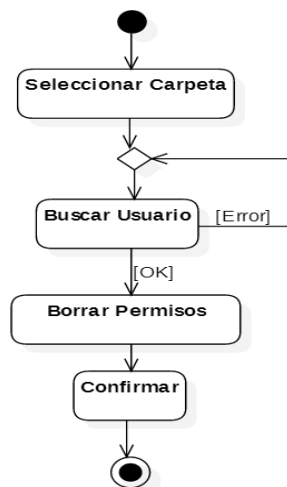 Seleccionar Carpeta
Buscar Usuario
[Error]
[OK]
Borrar Permisos
Confirmar